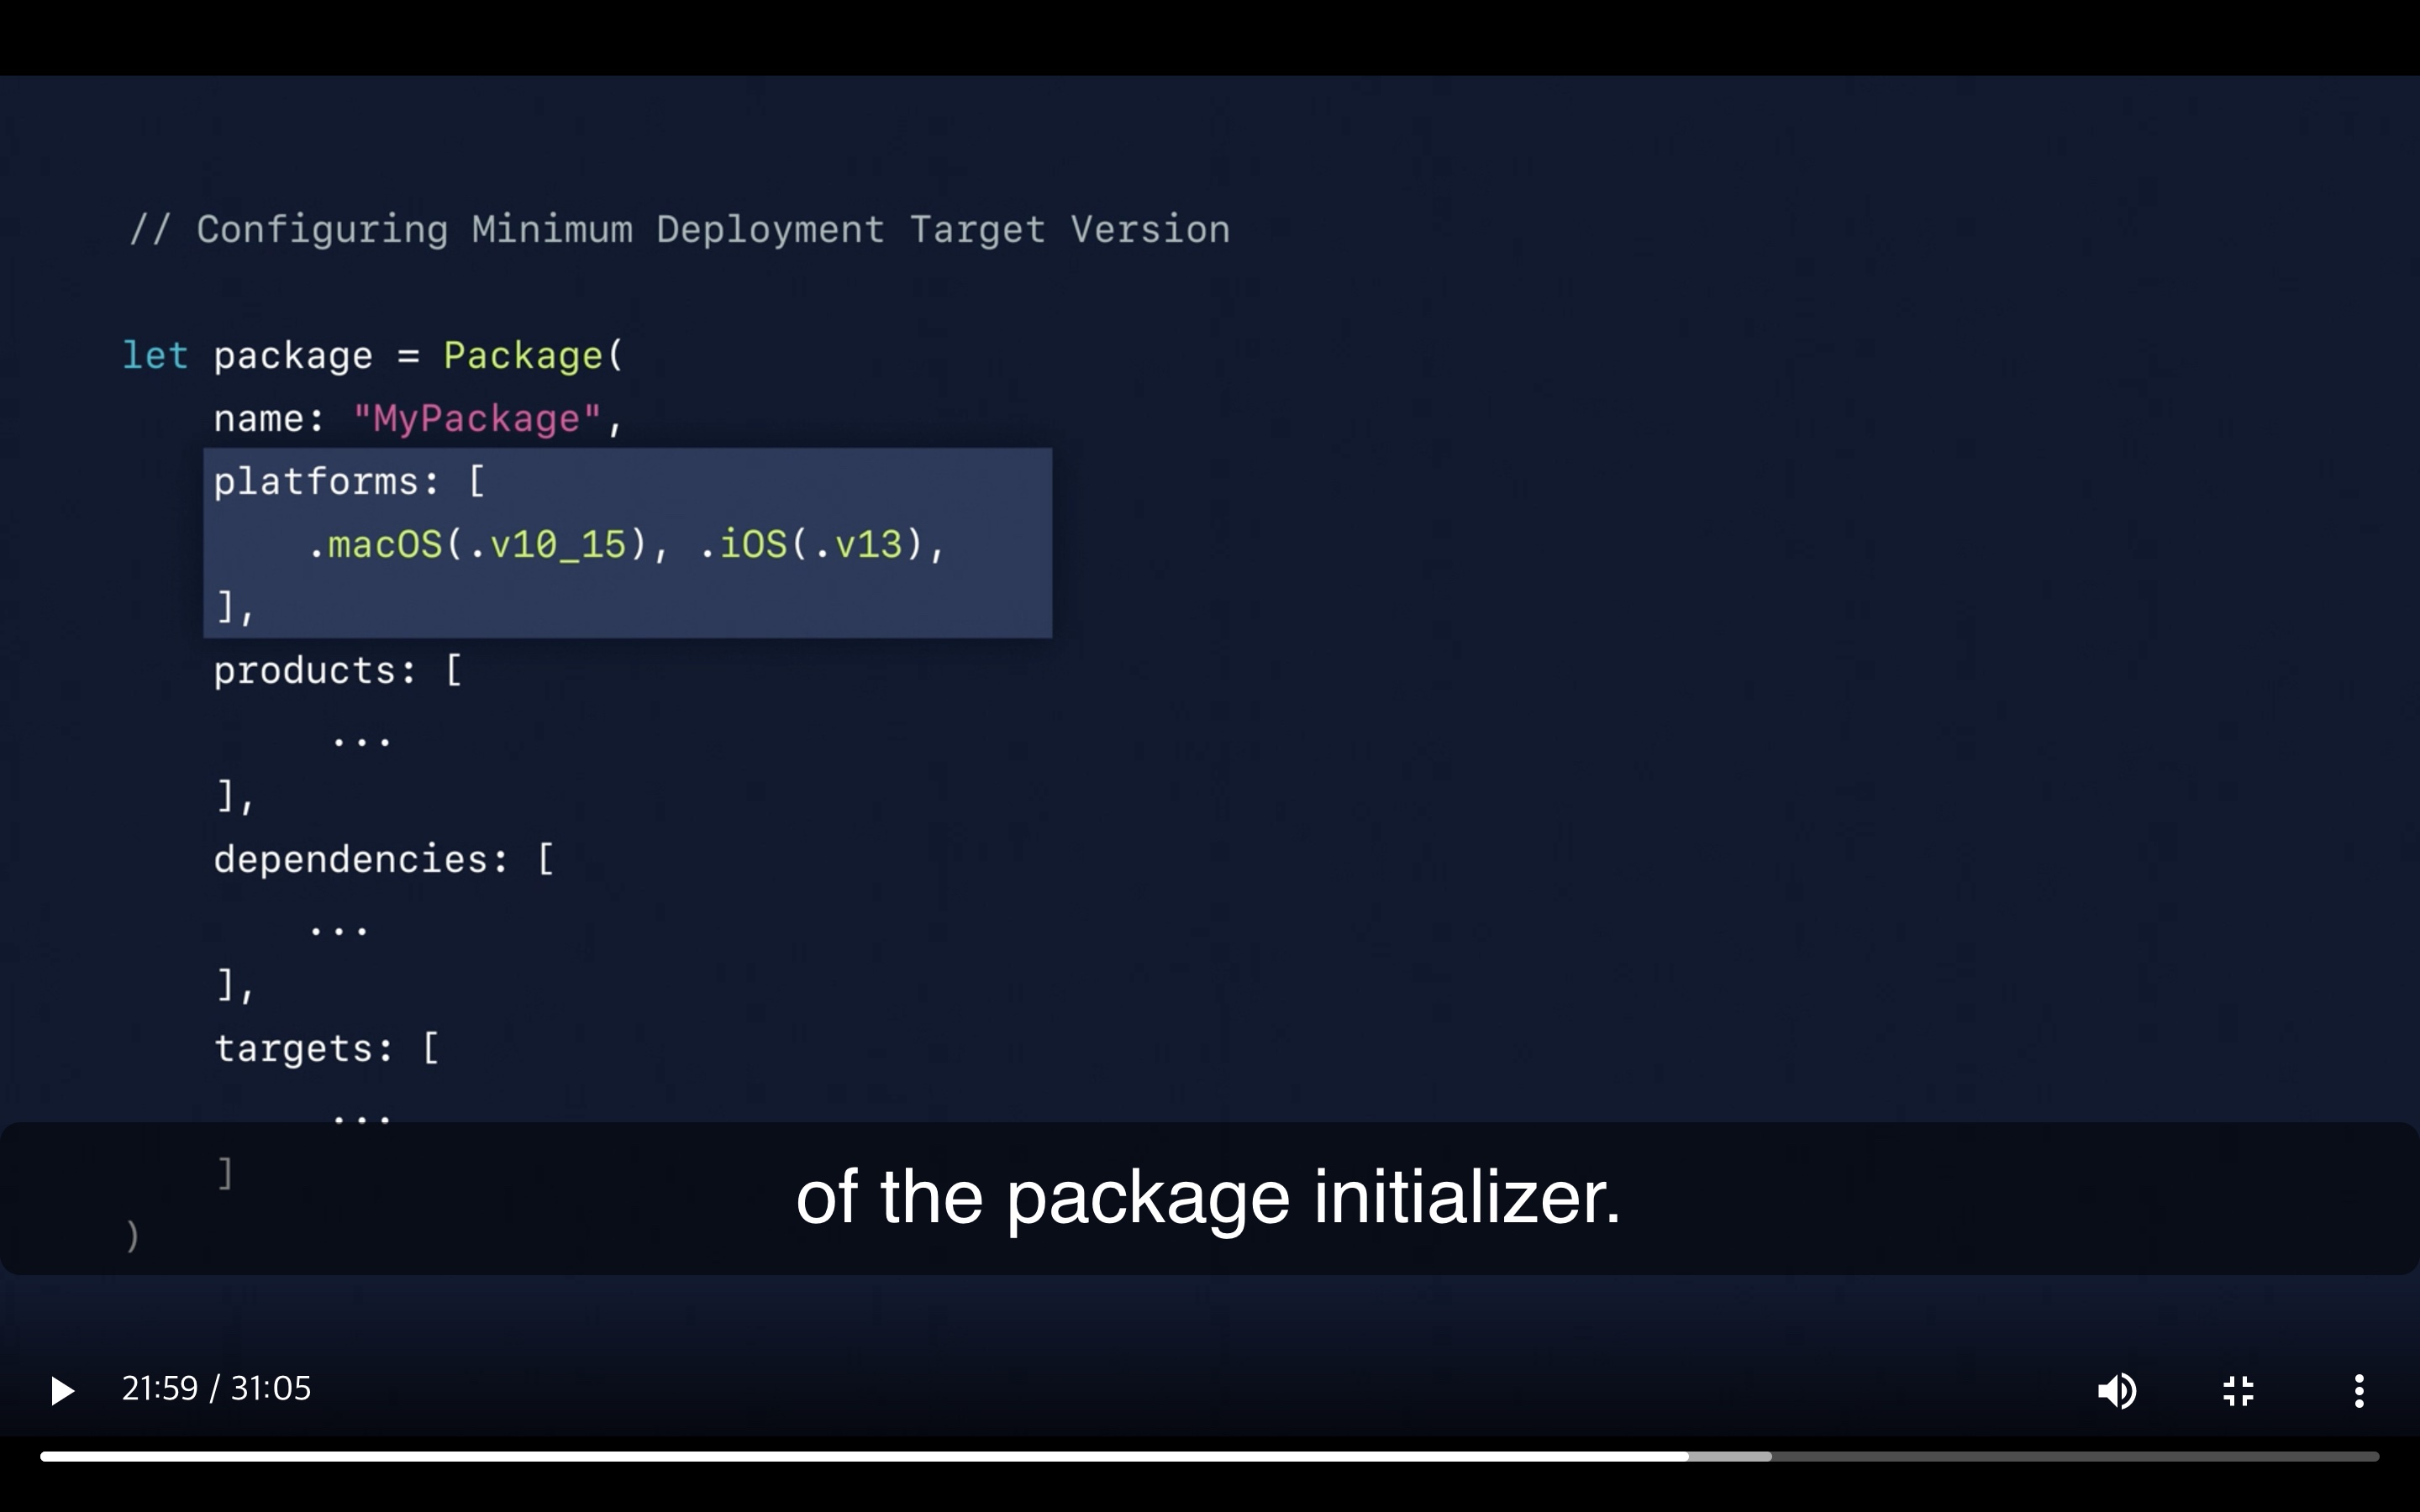 // Configuring Minimum Deployment Target Version
let package = Package(
    name: "MyPackage",
    platforms: [
        .macOS(.v10_15), .iOS(.v13),
    ],
    products: [
         ...
    ],
    dependencies: [
        ...
    ],
    targets: [
         ...
    ]
)
of the package initializer.
21:59 / 31:05